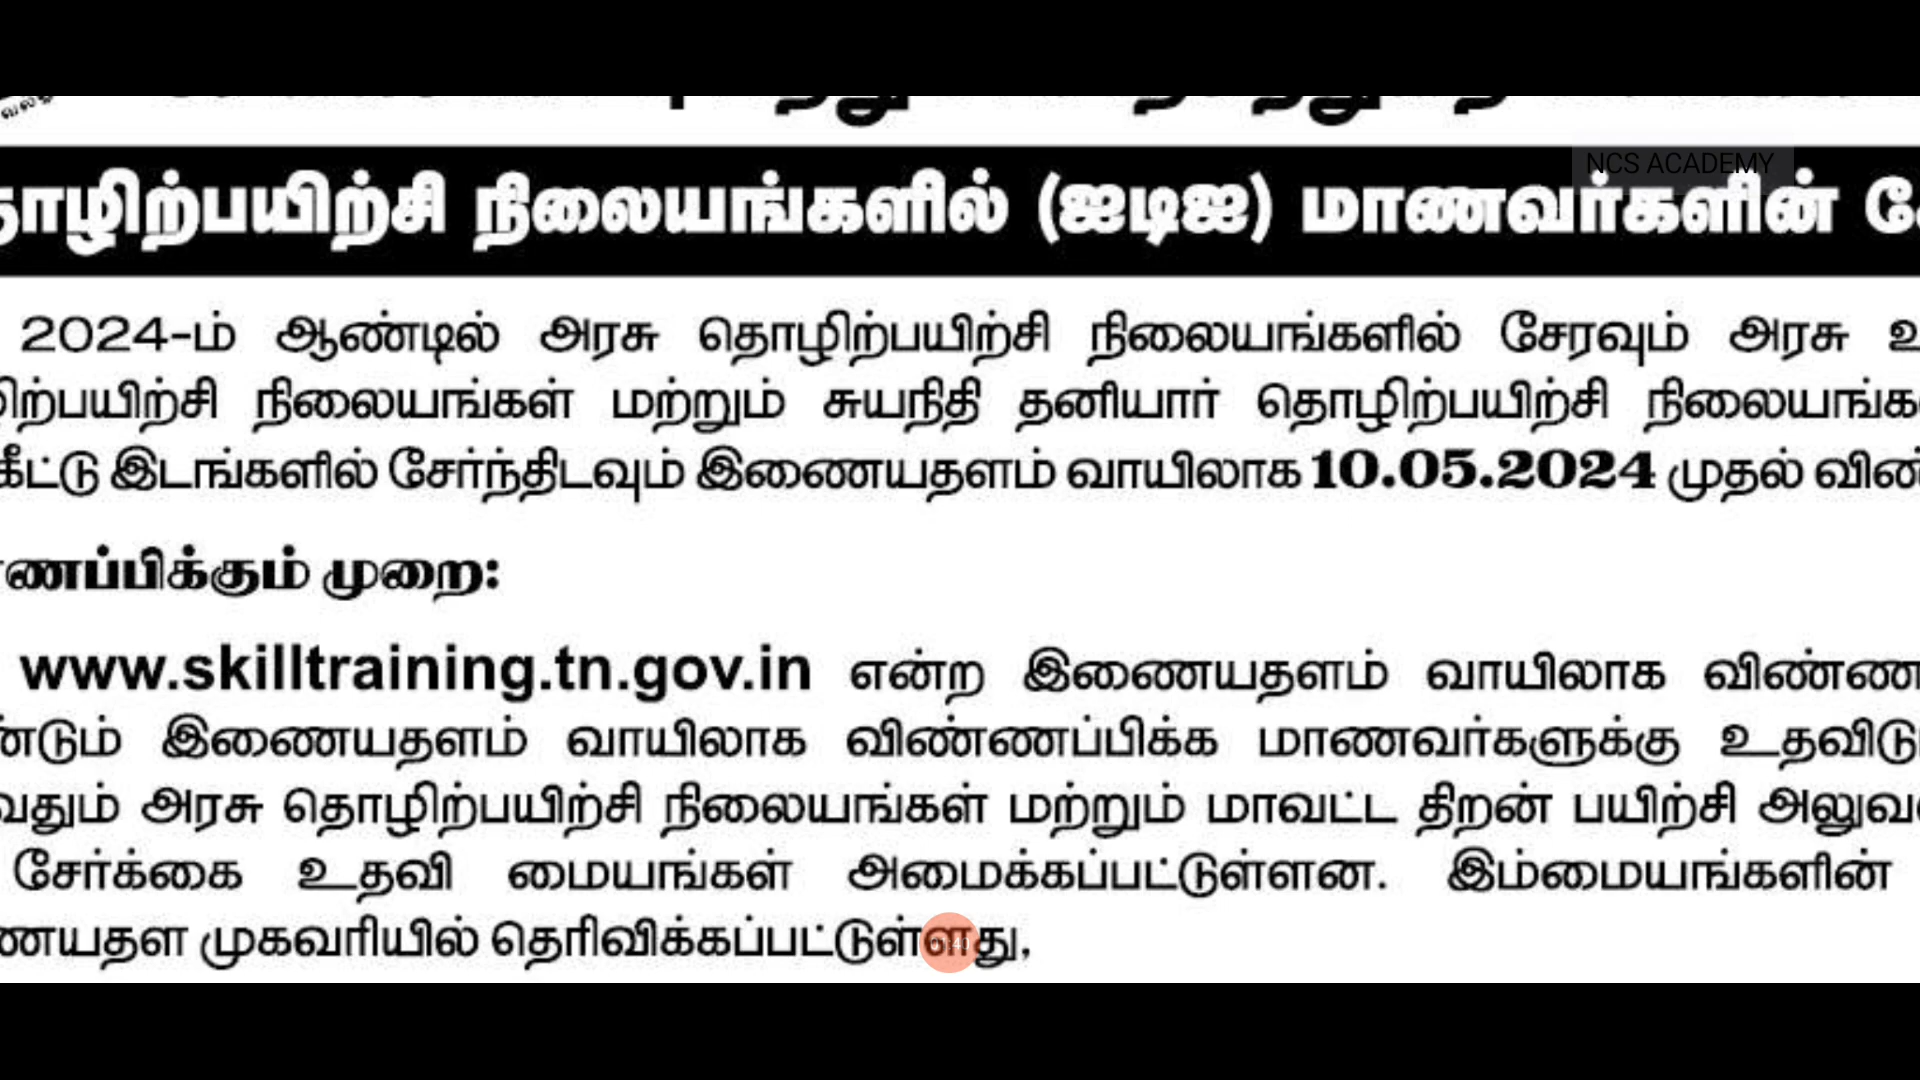 NCS ACADEMY
நிலையங்களில் (ஐடிஐ) மாணவர்களின்
2024-ம் ஆண்டில் அரசு தொழிற்பயிற்சி நிலையங்களில் சேரவும் அரசு
நிலையங்கள் மற்றும் சுயநிதி தனியார் தொழிற்பயிற்சி
இடங்களில் சேர்ந்திடவும் இணையதளம் வாயிலாக 10.05.2024 முதல்
முறை:
www.skilltraining.tn.gov.in என்ற இணையதளம் வாயிலாக
இணையதளம் வாயிலாக விண்ணப்பிக்க மாணவர்களுக்கு
அரசு தொழிற்பயிற்சி நிலையங்கள் மற்றும் மாவட்ட திறன் பயிற்சி
சேர்க்கை உதவி மையங்கள் அமைக்கப்பட்டுள்ளன. இம்மையங்களின்
முகவரியில் தெரிவிக்கப்பட்டுள்ளது,